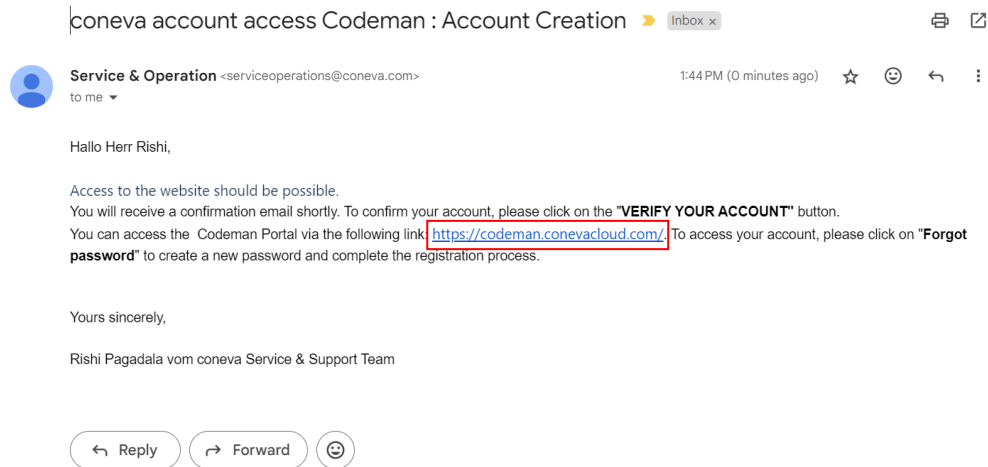 coneva account access Codeman : Account Creation Inbox ×
Service & Operation <serviceoperations@coneva.com> 1:44 PM (0 minutes ago)
to me
Hallo Herr Rishi,
Access to the website should be possible.
You will receive a confirmation email shortly. To confirm your account, please click on the "VERIFY YOUR ACCOUNT" button.
You can access the Codeman Portal via the following link: https://codeman.conevacloud.com/. To access your account, please click on "Forgot
password" to create a new password and complete the registration process.
Yours sincerely,
Rishi Pagadala vom coneva Service & Support Team
Reply Forward